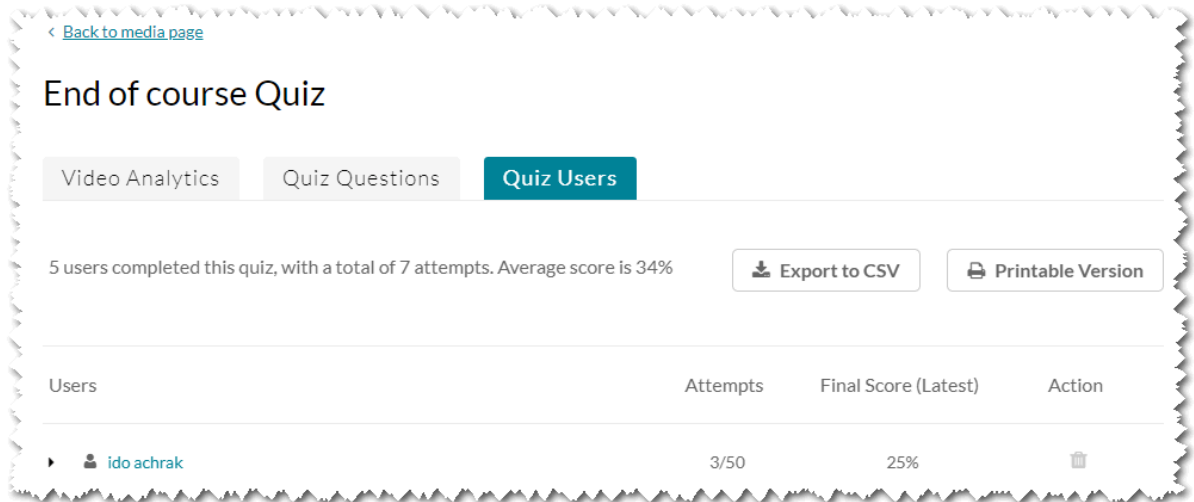 ‹ Back to media page
End of course Quiz
Video Analytics Quiz Questions Quiz Users
5 users completed this quiz, with a total of 7 attempts. Average score is 34% Export to CSV Printable Version
Users Attempts Final Score (Latest) Action
ido achrak 3/50 25%